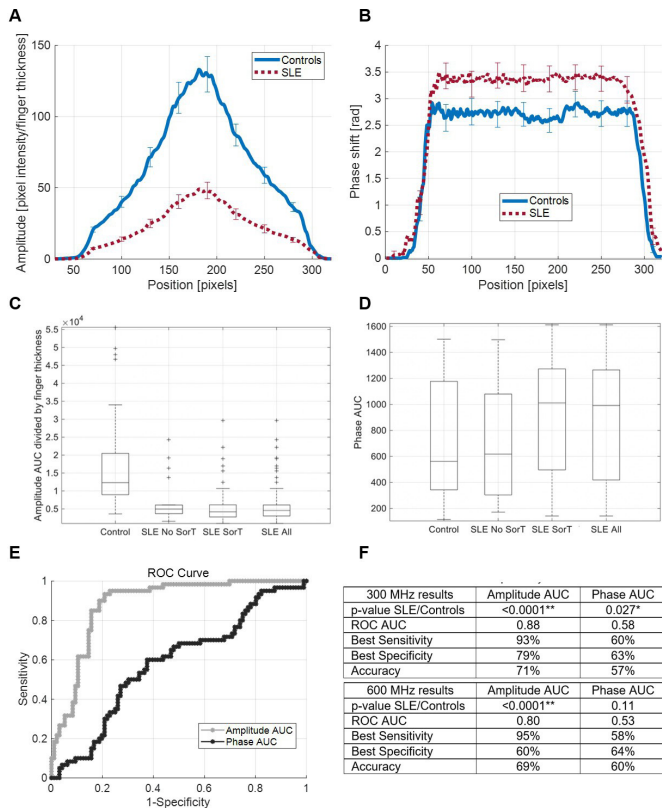 A
B
150
100
50
0
50
100
150
200
250
300
Position [pixels]
Amplitude [pixel intensity/finger thickness]
Controls
SLE
4
3.5
3
2.5
2
1.5
1
0.5
0
0
50
100
150
200
250
300
Position [pixels]
Phase shift [rad]
Controls
SLE
C
D
×10⁴
5.5
5
4.5
4
3.5
3
2.5
2
1.5
1
0.5
Amplitude AUC divided by finger thickness
Control
SLE No SorT
SLE SorT
SLE All
1600
1400
1200
1000
800
600
400
200
Phase AUC
Control
SLE No SorT
SLE SorT
SLE All
E
F
ROC Curve
1
0.8
0.6
0.4
0.2
0
0
0.2
0.4
0.6
0.8
1
1-Specificity
Sensitivity
Amplitude AUC
Phase AUC
300 MHz results Amplitude AUC Phase AUC
p-value SLE/Controls <0.0001** 0.027*
ROC AUC 0.88 0.58
Best Sensitivity 93% 60%
Best Specificity 79% 63%
Accuracy 71% 57%
600 MHz results Amplitude AUC Phase AUC
p-value SLE/Controls <0.0001** 0.11
ROC AUC 0.80 0.53
Best Sensitivity 95% 58%
Best Specificity 60% 64%
Accuracy 69% 60%